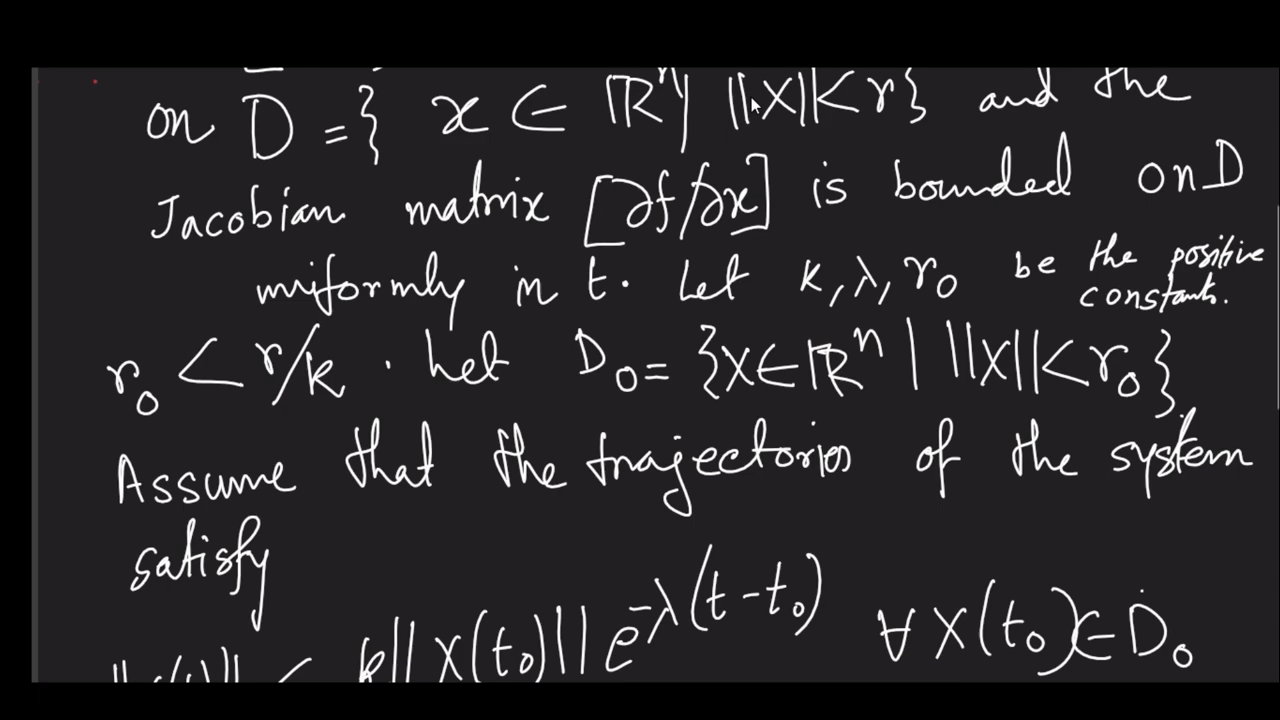 on D = } x ∈ ℝⁿ| ||X|| < r} and the
Jacobian matrix [∂f/∂x] is bounded on D
uniformly in t. Let k, λ, r₀ be the positive constants.
r₀ < r/k . Let D₀ = {X ∈ ℝⁿ | ||X|| < r₀}
Assume that the trajectories of the system
satisfy
k||X(t₀)|| e^{-λ(t-t₀)} ∀ X(t₀) ∈ D₀